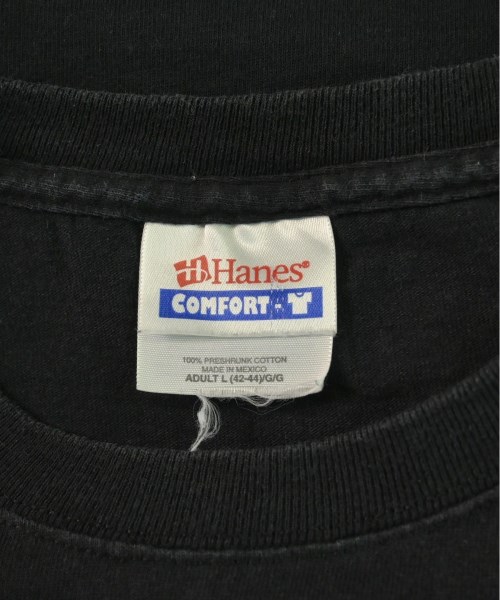 Hanes®
COMFORT-T
100% PRESHRUNK COTTON
MADE IN MEXICO
ADULT L (42-44)/G/G